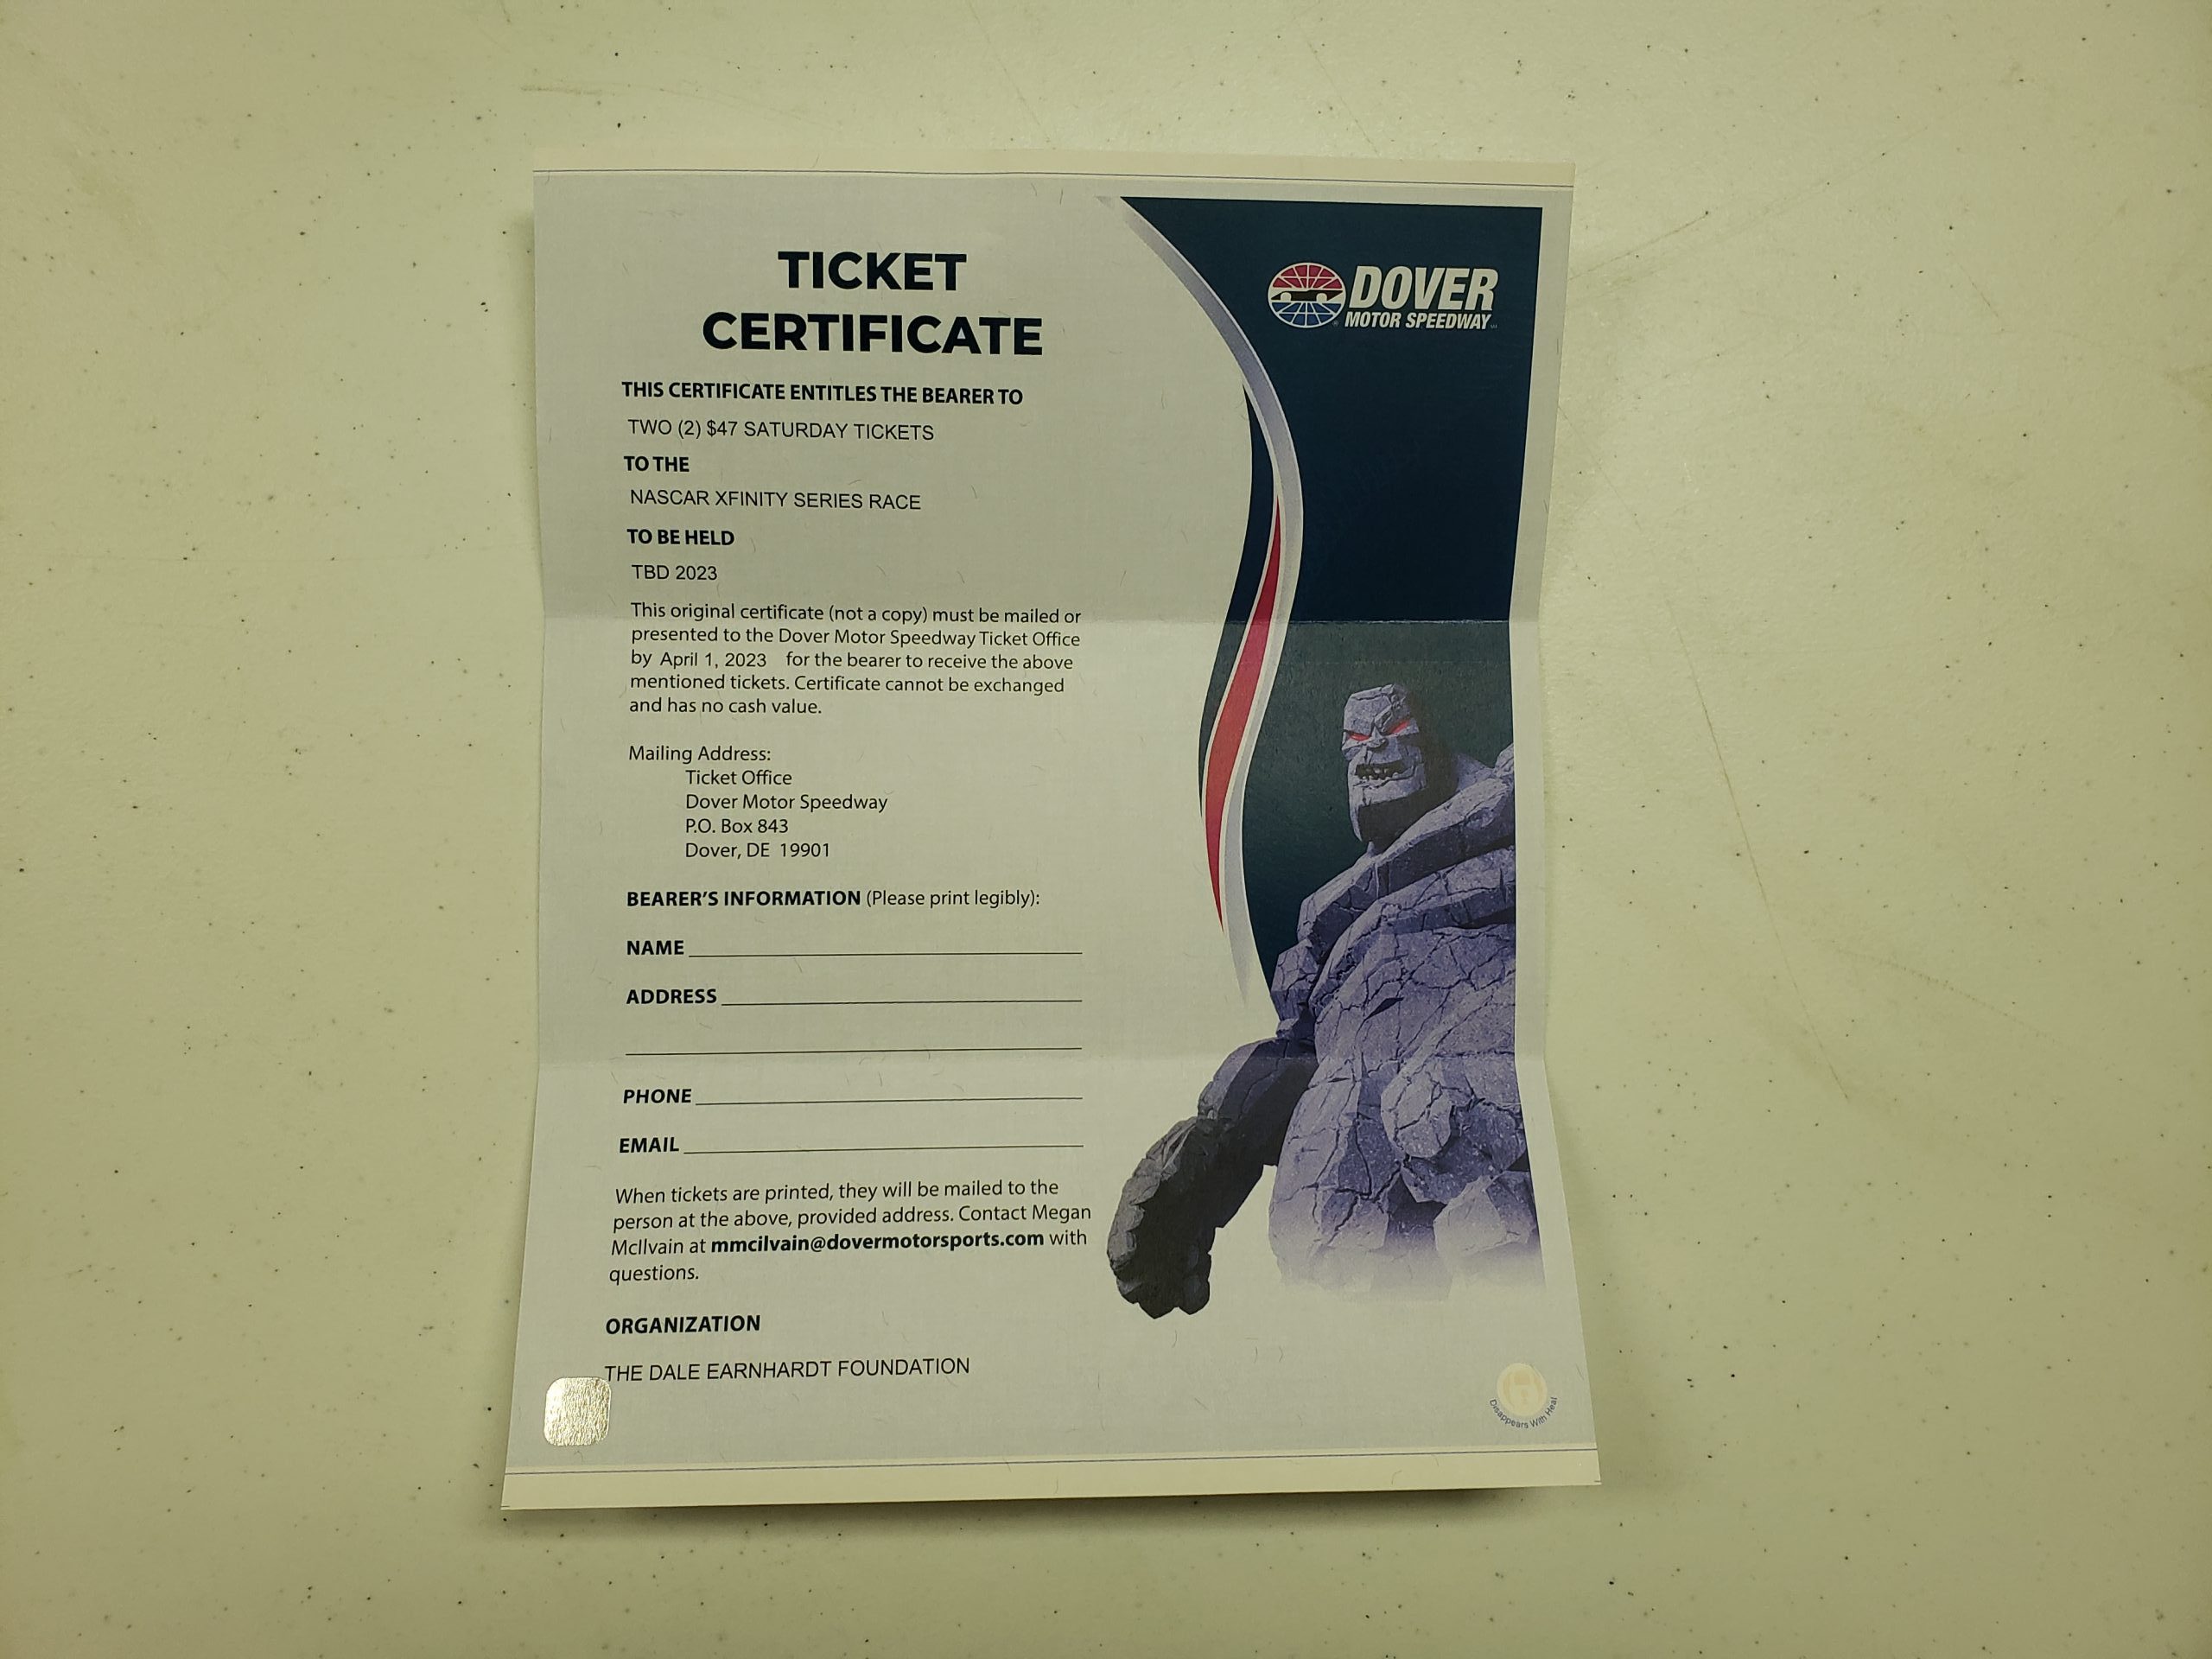 TICKET
CERTIFICATE
DOVER
MOTOR SPEEDWAY
THIS CERTIFICATE ENTITLES THE BEARER TO
TWO (2) $47 SATURDAY TICKETS
TO THE
NASCAR XFINITY SERIES RACE
TO BE HELD
TBD 2023
This original certificate (not a copy) must be mailed or
presented to the Dover Motor Speedway Ticket Office
by April 1, 2023 for the bearer to receive the above
mentioned tickets. Certificate cannot be exchanged
and has no cash value.
Mailing Address:
Ticket Office
Dover Motor Speedway
P.O. Box 843
Dover, DE 19901
BEARER'S INFORMATION (Please print legibly):
NAME
ADDRESS
PHONE
EMAIL
When tickets are printed, they will be mailed to the
person at the above, provided address. Contact Megan
McIlvain at mmcilvain@dovermotorsports.com with
questions.
ORGANIZATION
THE DALE EARNHARDT FOUNDATION
Disappears With Heat